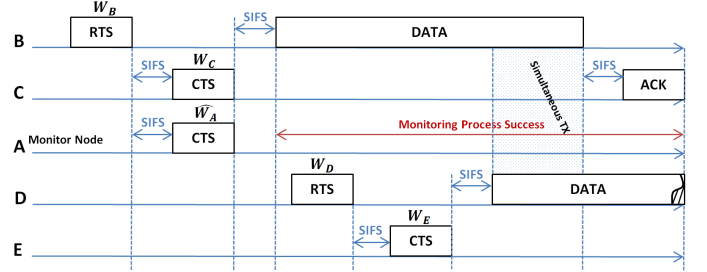 W_B
SIFS
B
RTS
DATA
SIFS
W_C
SIFS
C
CTS
ACK
Simultaneous TX
Ŵ_A
Monitoring Process Success
Monitor Node
SIFS
A
CTS
W_D
SIFS
D
RTS
DATA
W_E
SIFS
E
CTS